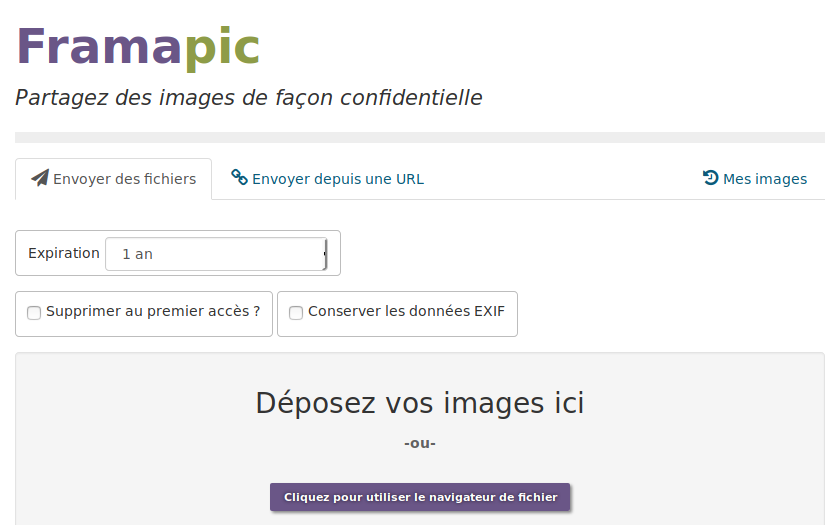 Framapic
Partagez des images de façon confidentielle
Envoyer des fichiers Envoyer depuis une URL Mes images
Expiration 1 an
Supprimer au premier accès ? Conserver les données EXIF
Déposez vos images ici
-ou-
Cliquez pour utiliser le navigateur de fichier